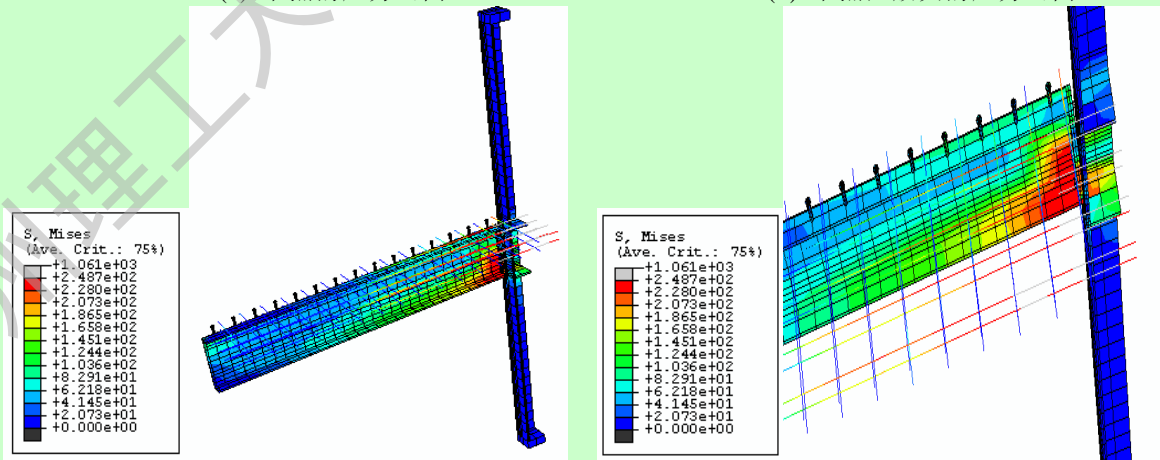 S, Mises
(Ave. Crit.: 75%)
+1.061e+03
+2.487e+02
+2.280e+02
+2.073e+02
+1.865e+02
+1.658e+02
+1.451e+02
+1.244e+02
+1.036e+02
+8.291e+01
+6.218e+01
+4.145e+01
+2.073e+01
+0.000e+00
S, Mises
(Ave. Crit.: 75%)
+1.061e+03
+2.487e+02
+2.280e+02
+2.073e+02
+1.865e+02
+1.658e+02
+1.451e+02
+1.244e+02
+1.036e+02
+8.291e+01
+6.218e+01
+4.145e+01
+2.073e+01
+0.000e+00
理工大